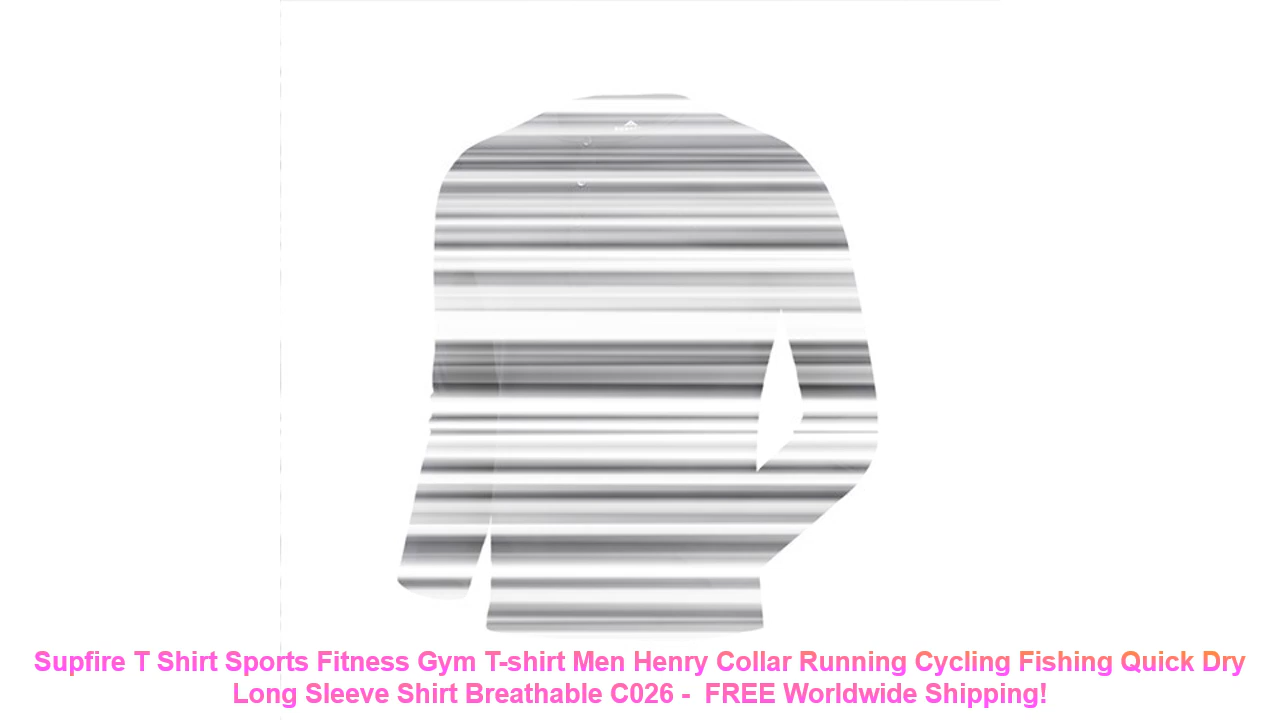 Supfire T Shirt Sports Fitness Gym T-shirt Men Henry Collar Running Cycling Fishing Quick Dry
Long Sleeve Shirt Breathable C026 -  FREE Worldwide Shipping!